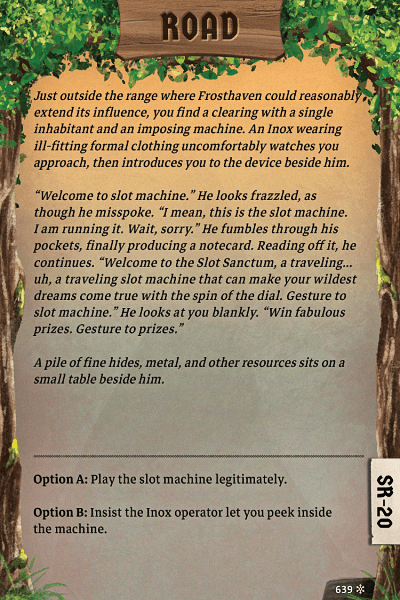 ROAD
Just outside the range where Frosthaven could reasonably
extend its influence, you find a clearing with a single
inhabitant and an imposing machine. An Inox wearing
ill-fitting formal clothing uncomfortably watches you
approach, then introduces you to the device beside him.
“Welcome to slot machine.” He looks frazzled, as
though he misspoke. “I mean, this is the slot machine.
I am running it. Wait, sorry.” He fumbles through his
pockets, finally producing a notecard. Reading off it, he
continues. “Welcome to the Slot Sanctum, a traveling...
uh, a traveling slot machine that can make your wildest
dreams come true with the spin of the dial. Gesture to
slot machine.” He looks at you blankly. “Win fabulous
prizes. Gesture to prizes.”
A pile of fine hides, metal, and other resources sits on a
small table beside him.
Option A: Play the slot machine legitimately.
Option B: Insist the Inox operator let you peek inside
the machine.
SR-20
639